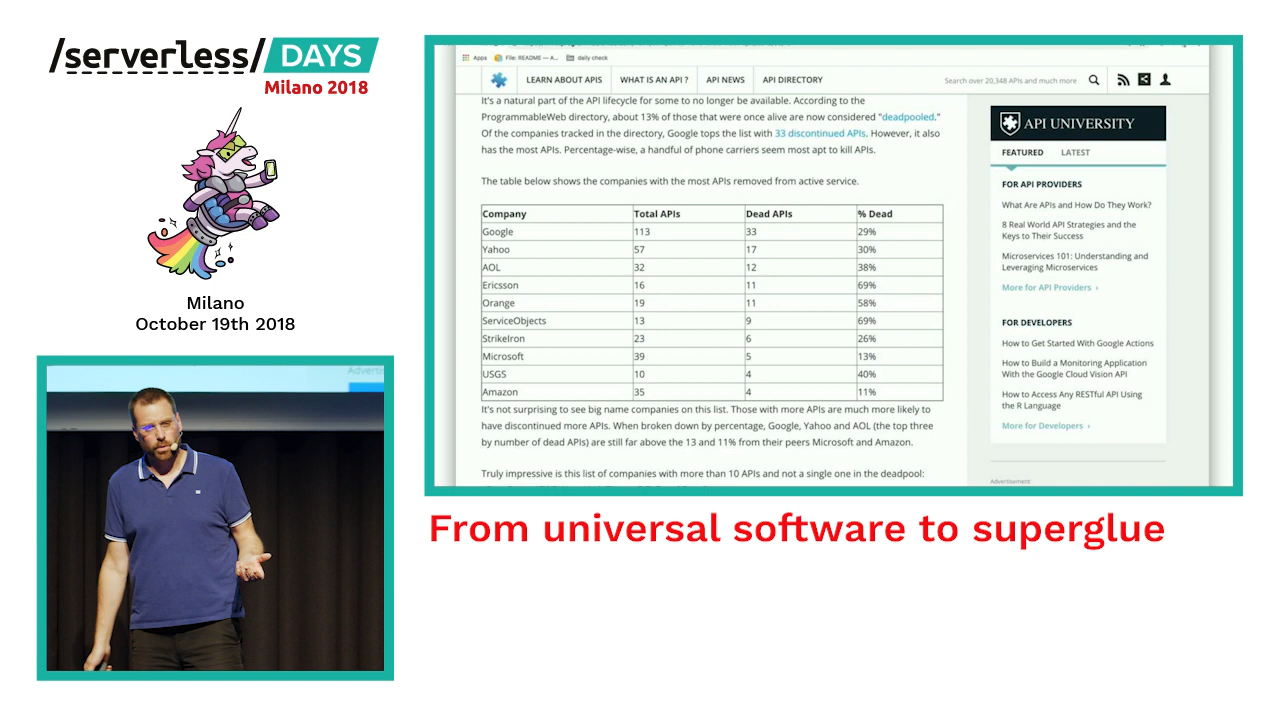 /serverless/ DAYS
Milano 2018
Milano
October 19th 2018
Adverti
Apps File: README — A... daily check
LEARN ABOUT APIS WHAT IS AN API ? API NEWS API DIRECTORY Search over 20,348 APIs and much more
It's a natural part of the API lifecycle for some to no longer be available. According to the
ProgrammableWeb directory, about 13% of those that were once alive are now considered "deadpooled."
Of the companies tracked in the directory, Google tops the list with 33 discontinued APIs. However, it also
has the most APIs. Percentage-wise, a handful of phone carriers seem most apt to kill APIs.
The table below shows the companies with the most APIs removed from active service.
Company Total APIs Dead APIs % Dead
Google 113 33 29%
Yahoo 57 17 30%
AOL 32 12 38%
Ericsson 16 11 69%
Orange 19 11 58%
ServiceObjects 13 9 69%
StrikeIron 23 6 26%
Microsoft 39 5 13%
USGS 10 4 40%
Amazon 35 4 11%
It's not surprising to see big name companies on this list. Those with more APIs are much more likely to
have discontinued more APIs. When broken down by percentage, Google, Yahoo and AOL (the top three
by number of dead APIs) are still far above the 13 and 11% from their peers Microsoft and Amazon.
Truly impressive is this list of companies with more than 10 APIs and not a single one in the deadpool:
API UNIVERSITY
FEATURED LATEST
FOR API PROVIDERS
What Are APIs and How Do They Work?
8 Real World API Strategies and the
Keys to Their Success
Microservices 101: Understanding and
Leveraging Microservices
More for API Providers ›
FOR DEVELOPERS
How to Get Started With Google Actions
How to Build a Monitoring Application
With the Google Cloud Vision API
How to Access Any RESTful API Using
the R Language
More for Developers ›
Advertisement
From universal software to superglue